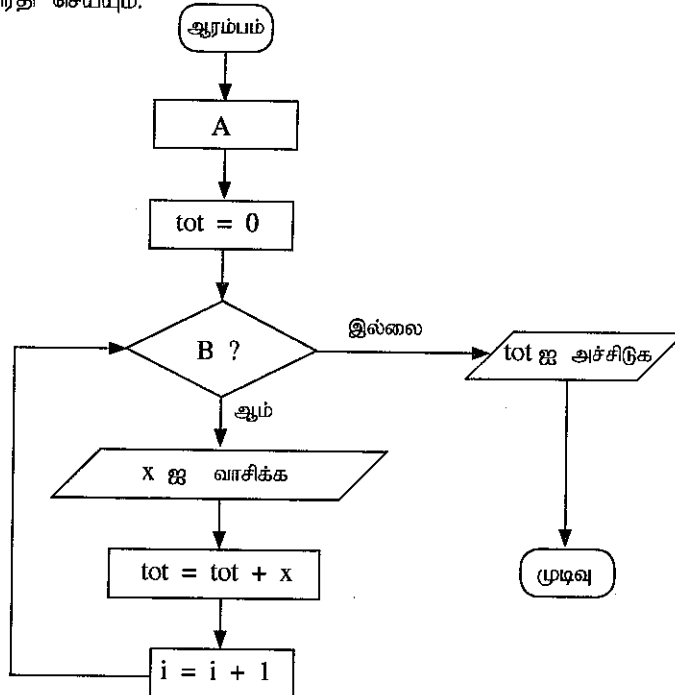 செய்யும்.
ஆரம்பம்
A
tot = 0
B ?
இல்லை
tot ஐ அச்சிடுக
ஆம்
x ஐ வாசிக்க
tot = tot + x
முடிவு
i = i + 1